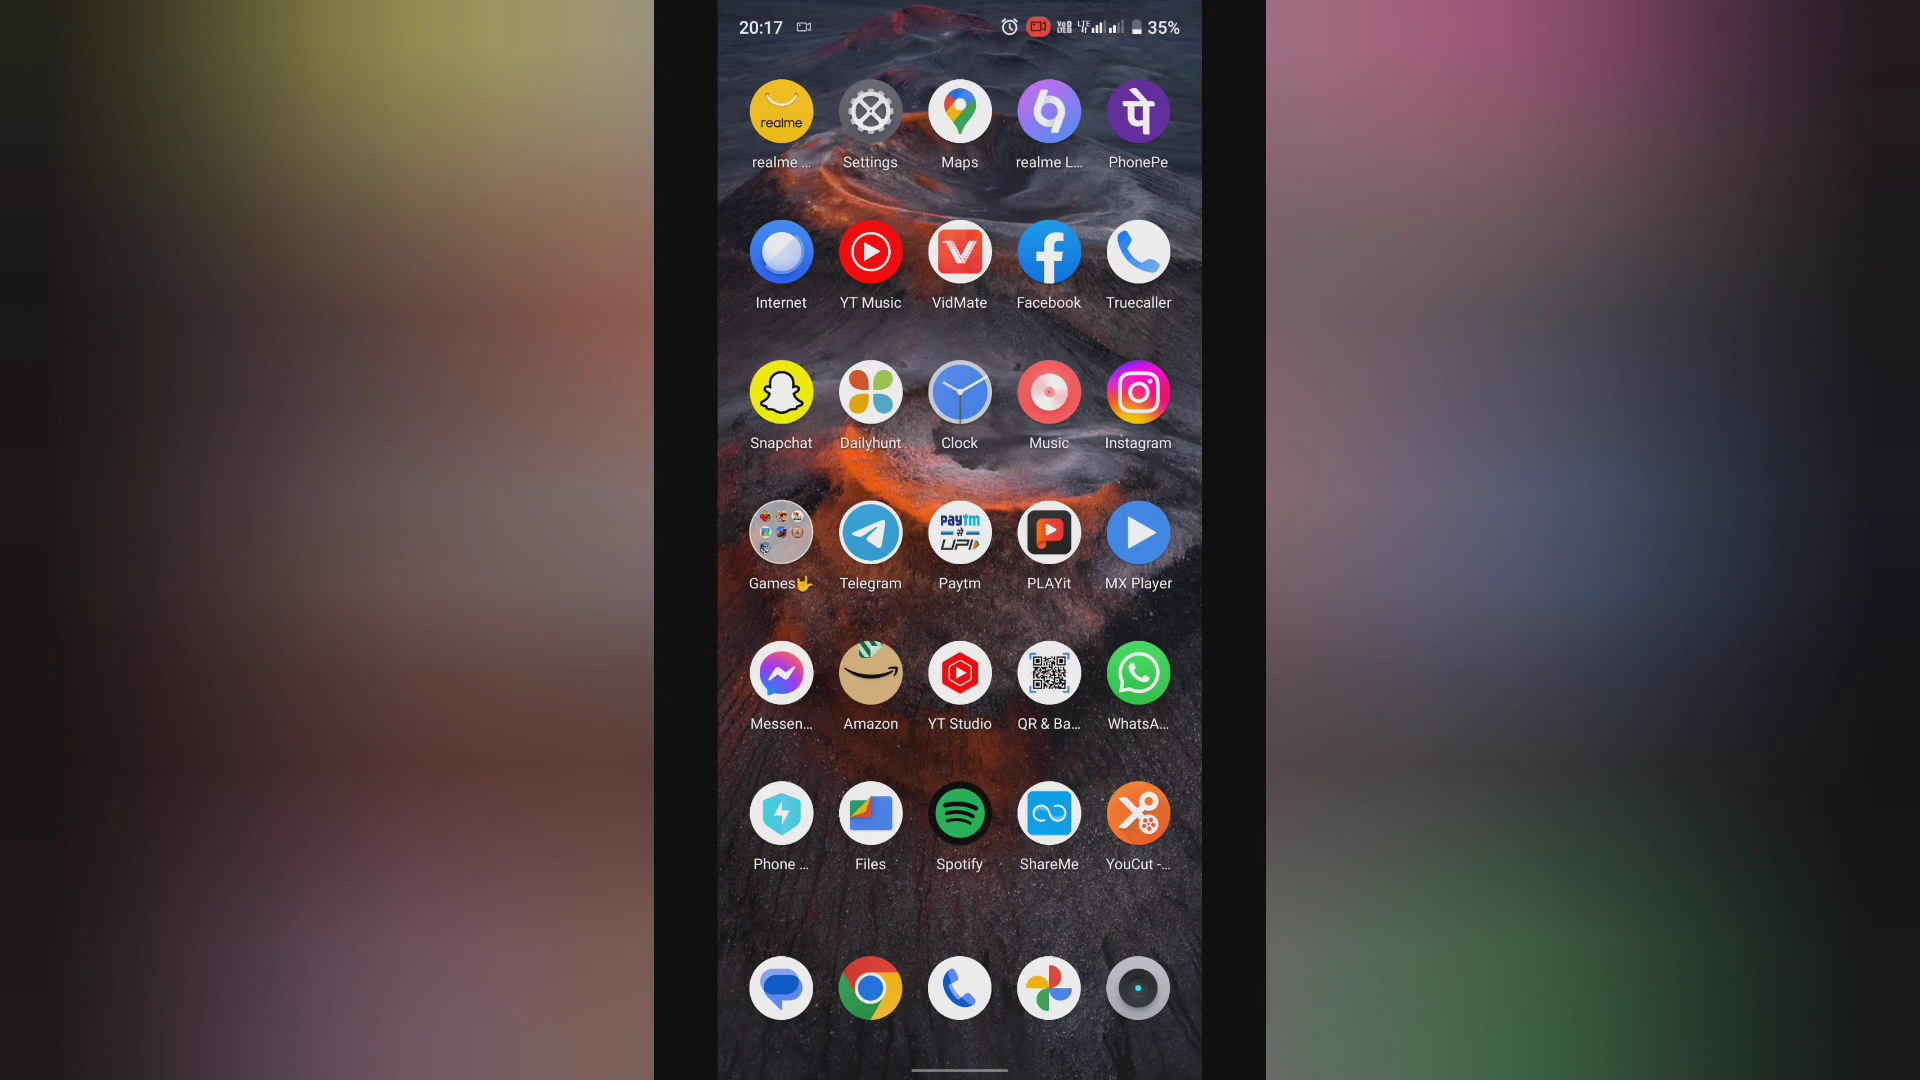 20:17 35%
realme
realme ... Settings Maps realme L... PhonePe
Internet YT Music VidMate Facebook Truecaller
Snapchat Dailyhunt Clock Music Instagram
paytm
से
UPI
Games🤟 Telegram Paytm PLAYit MX Player
Messen... Amazon YT Studio QR & Ba... WhatsA...
Phone ... Files Spotify ShareMe YouCut -...